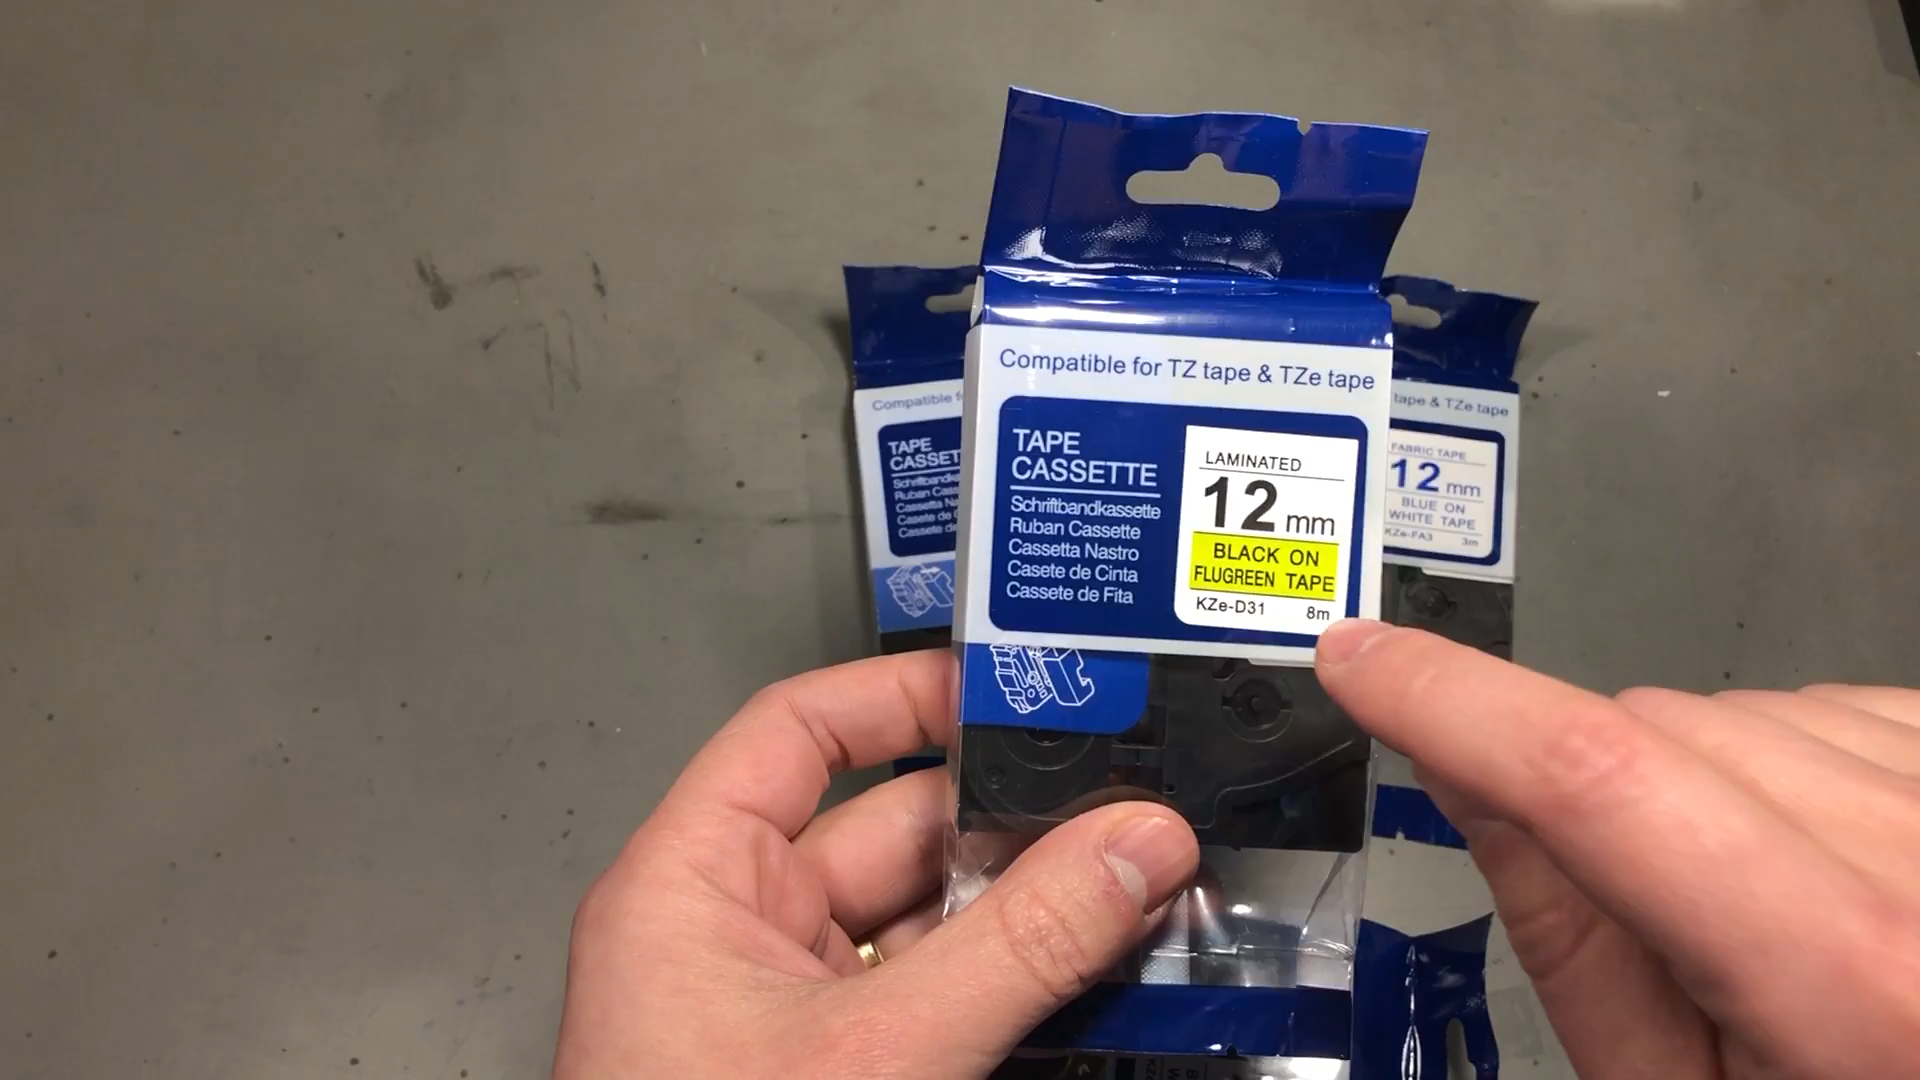 Compatible for TZ tape & TZe tape
TAPE
CASSETTE
Schriftbandkassette
Ruban Cassette
Cassetta Nastro
Casete de Cinta
Cassete de Fita
LAMINATED
12 mm
BLACK ON
FLUGREEN TAPE
KZe-D31 8m
Compatible
TAPE
Ruban
tape & TZe tape
FABRIC TAPE
12 mm
BLUE ON
WHITE TAPE
KZe-FA3 3m